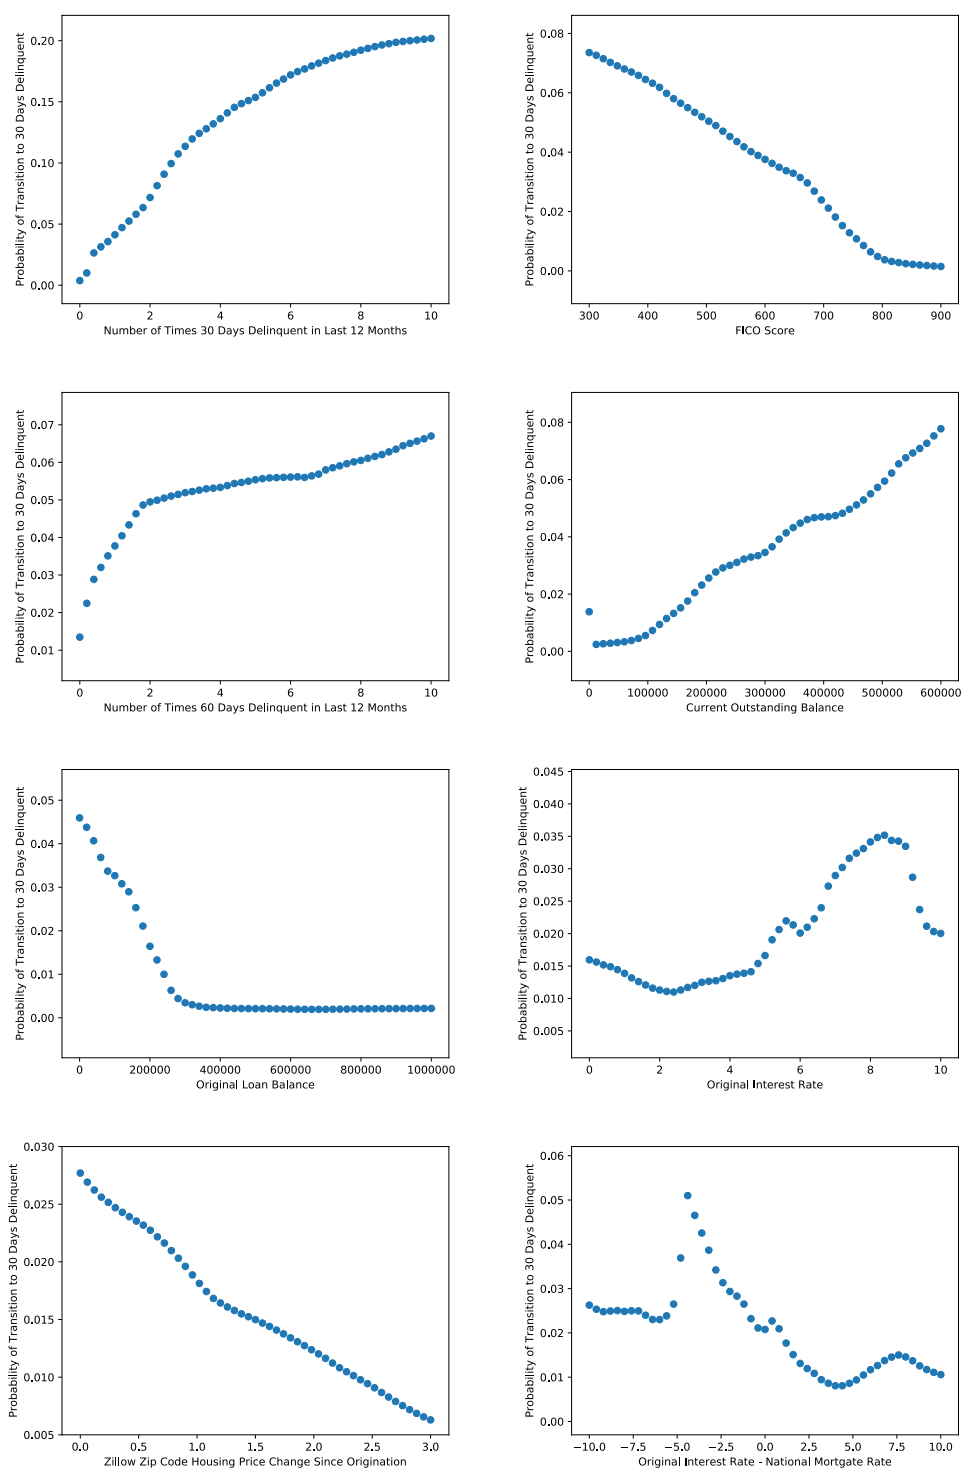 Probability of Transition to 30 Days Delinquent
0.20
0.15
0.10
0.05
0.00
0 2 4 6 8 10
Number of Times 30 Days Delinquent in Last 12 Months
Probability of Transition to 30 Days Delinquent
0.08
0.06
0.04
0.02
0.00
300 400 500 600 700 800 900
FICO Score
Probability of Transition to 30 Days Delinquent
0.07
0.06
0.05
0.04
0.03
0.02
0.01
0 2 4 6 8 10
Number of Times 60 Days Delinquent in Last 12 Months
Probability of Transition to 30 Days Delinquent
0.08
0.06
0.04
0.02
0.00
0 100000 200000 300000 400000 500000 600000
Current Outstanding Balance
Probability of Transition to 30 Days Delinquent
0.05
0.04
0.03
0.02
0.01
0.00
0 200000 400000 600000 800000 1000000
Original Loan Balance
Probability of Transition to 30 Days Delinquent
0.045
0.040
0.035
0.030
0.025
0.020
0.015
0.010
0.005
0 2 4 6 8 10
Original Interest Rate
Probability of Transition to 30 Days Delinquent
0.030
0.025
0.020
0.015
0.010
0.005
0.0 0.5 1.0 1.5 2.0 2.5 3.0
Zillow Zip Code Housing Price Change Since Origination
Probability of Transition to 30 Days Delinquent
0.06
0.05
0.04
0.03
0.02
0.01
0.00
−10.0 −7.5 −5.0 −2.5 0.0 2.5 5.0 7.5 10.0
Original Interest Rate - National Mortgate Rate